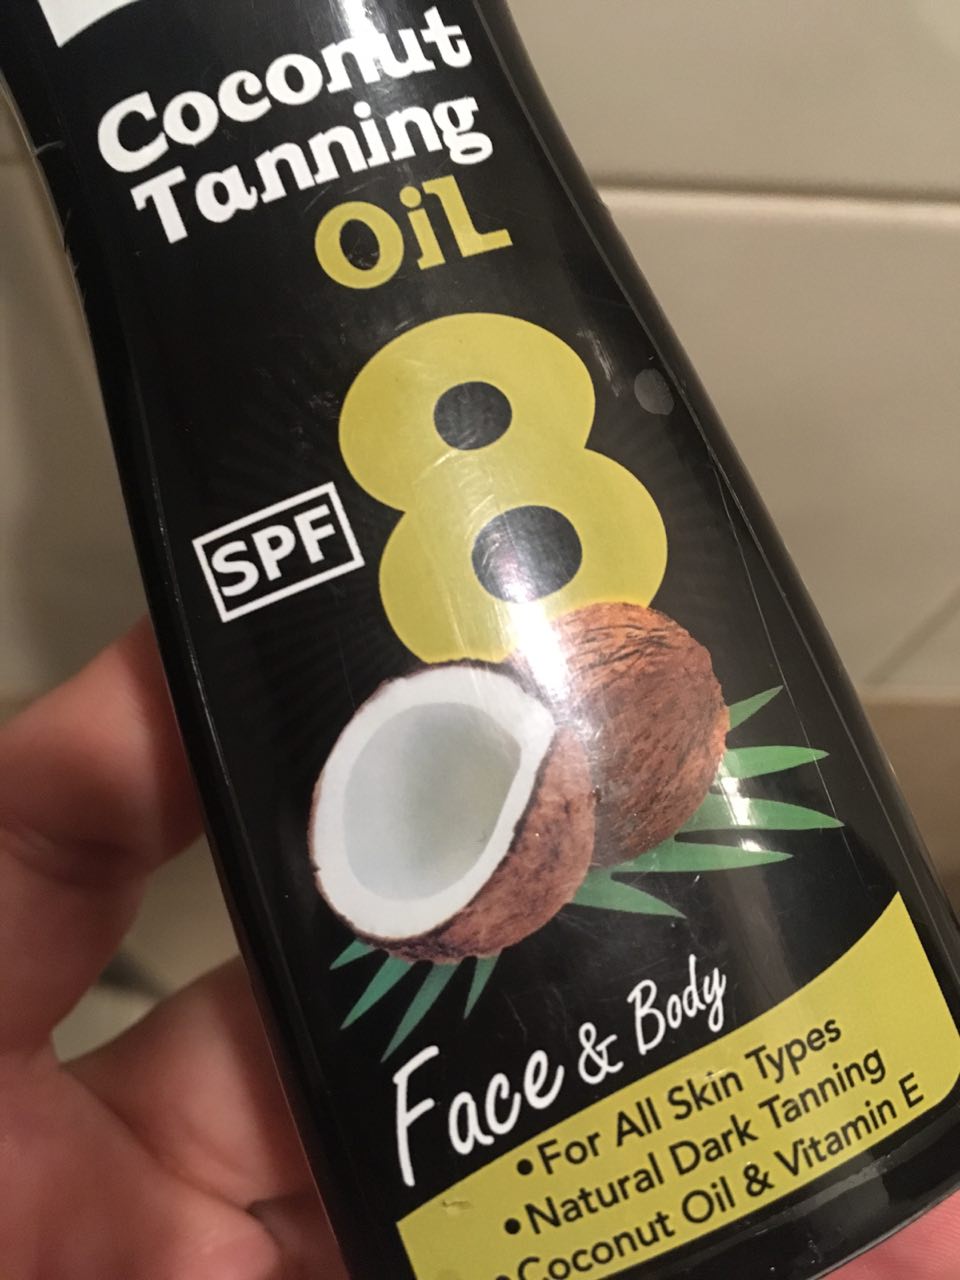 Coconut
Tanning
OiL
SPF
8
Face & Body
•For All Skin Types
•Natural Dark Tanning
•Coconut Oil & Vitamin E